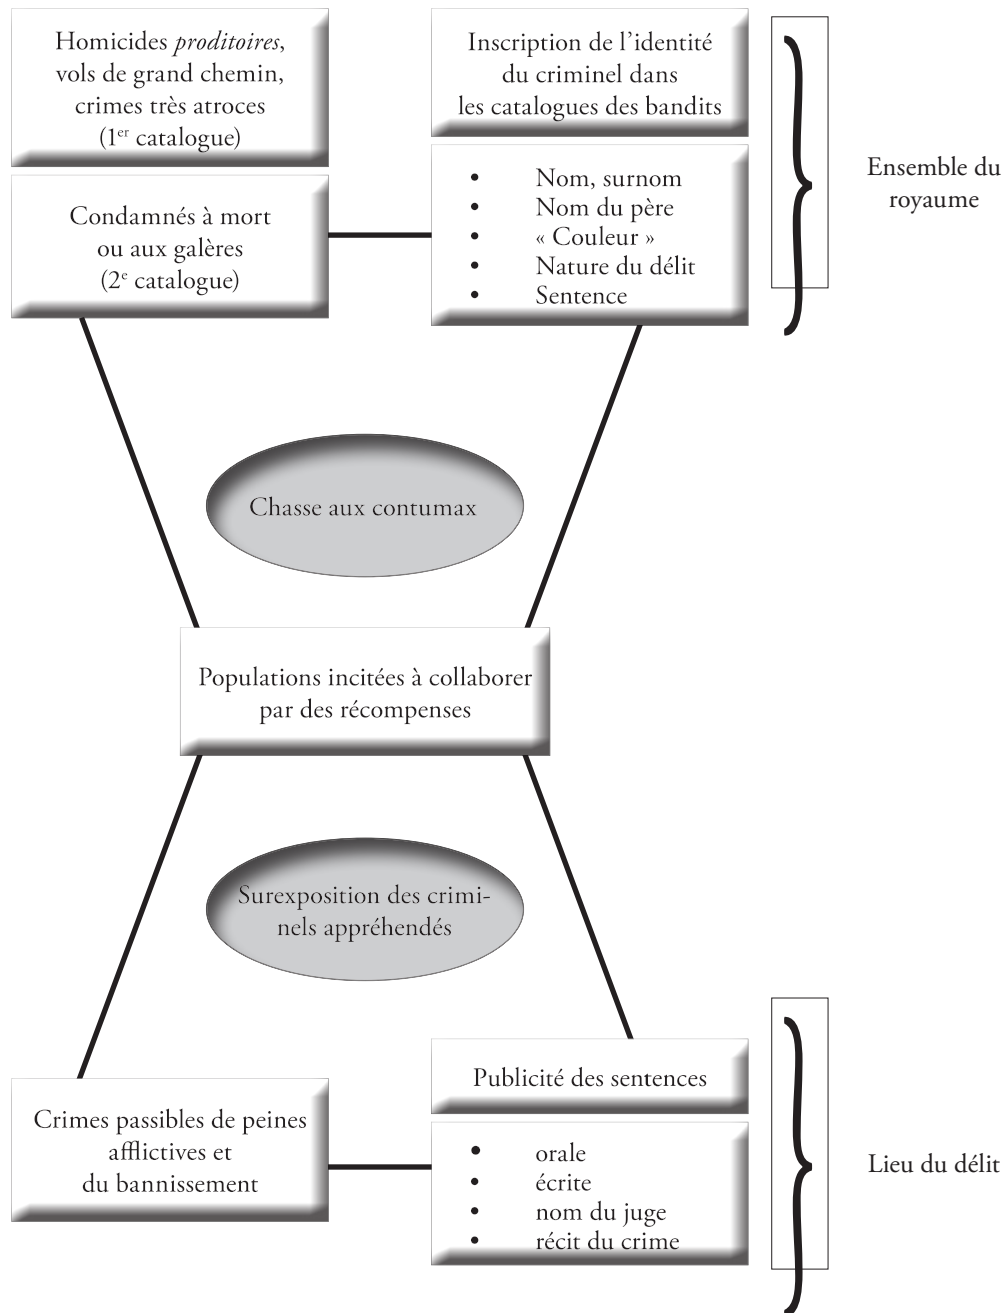 Homicides proditoires,
vols de grand chemin,
crimes très atroces
(1er catalogue)
Condamnés à mort
ou aux galères
(2e catalogue)
Inscription de l’identité
du criminel dans
les catalogues des bandits
• Nom, surnom
• Nom du père
• « Couleur »
• Nature du délit
• Sentence
Ensemble du
royaume
Chasse aux contumax
Populations incitées à collaborer
par des récompenses
Surexposition des crimi-
nels appréhendés
Crimes passibles de peines
afflictives et
du bannissement
Publicité des sentences
• orale
• écrite
• nom du juge
• récit du crime
Lieu du délit